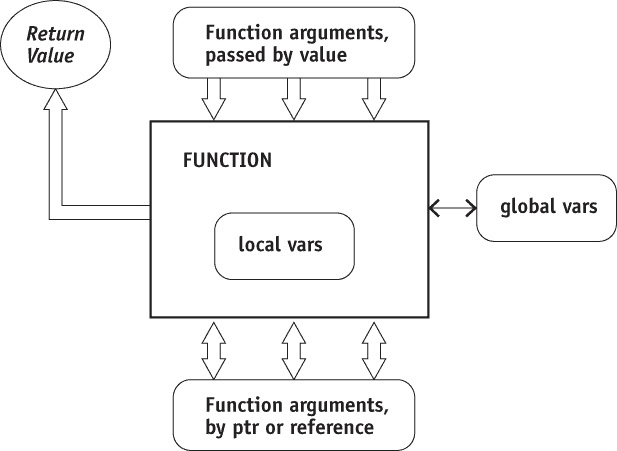 Return
Value
Function arguments,
passed by value
FUNCTION
local vars
global vars
Function arguments,
by ptr or reference